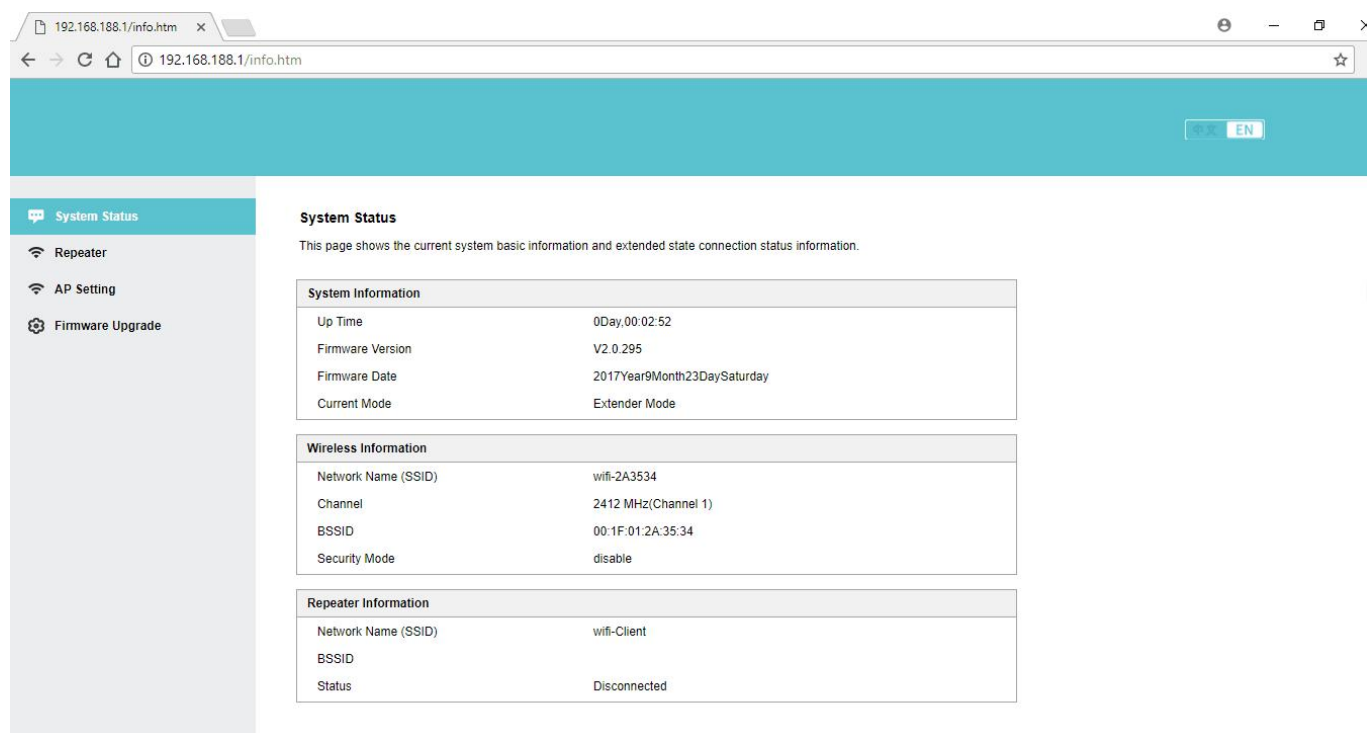 192.168.188.1/info.htm
192.168.188.1/info.htm
中文 EN
System Status
Repeater
AP Setting
Firmware Upgrade
System Status
This page shows the current system basic information and extended state connection status information.
System Information
Up Time 0Day,00:02:52
Firmware Version V2.0.295
Firmware Date 2017Year9Month23DaySaturday
Current Mode Extender Mode
Wireless Information
Network Name (SSID) wifi-2A3534
Channel 2412 MHz(Channel 1)
BSSID 00:1F:01:2A:35:34
Security Mode disable
Repeater Information
Network Name (SSID) wifi-Client
BSSID
Status Disconnected